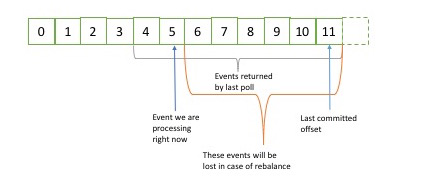 0 1 2 3 4 5 6 7 8 9 10 11
Events returned
by last poll
Event we are
processing
right now
Last committed
offset
These events will be
lost in case of rebalance